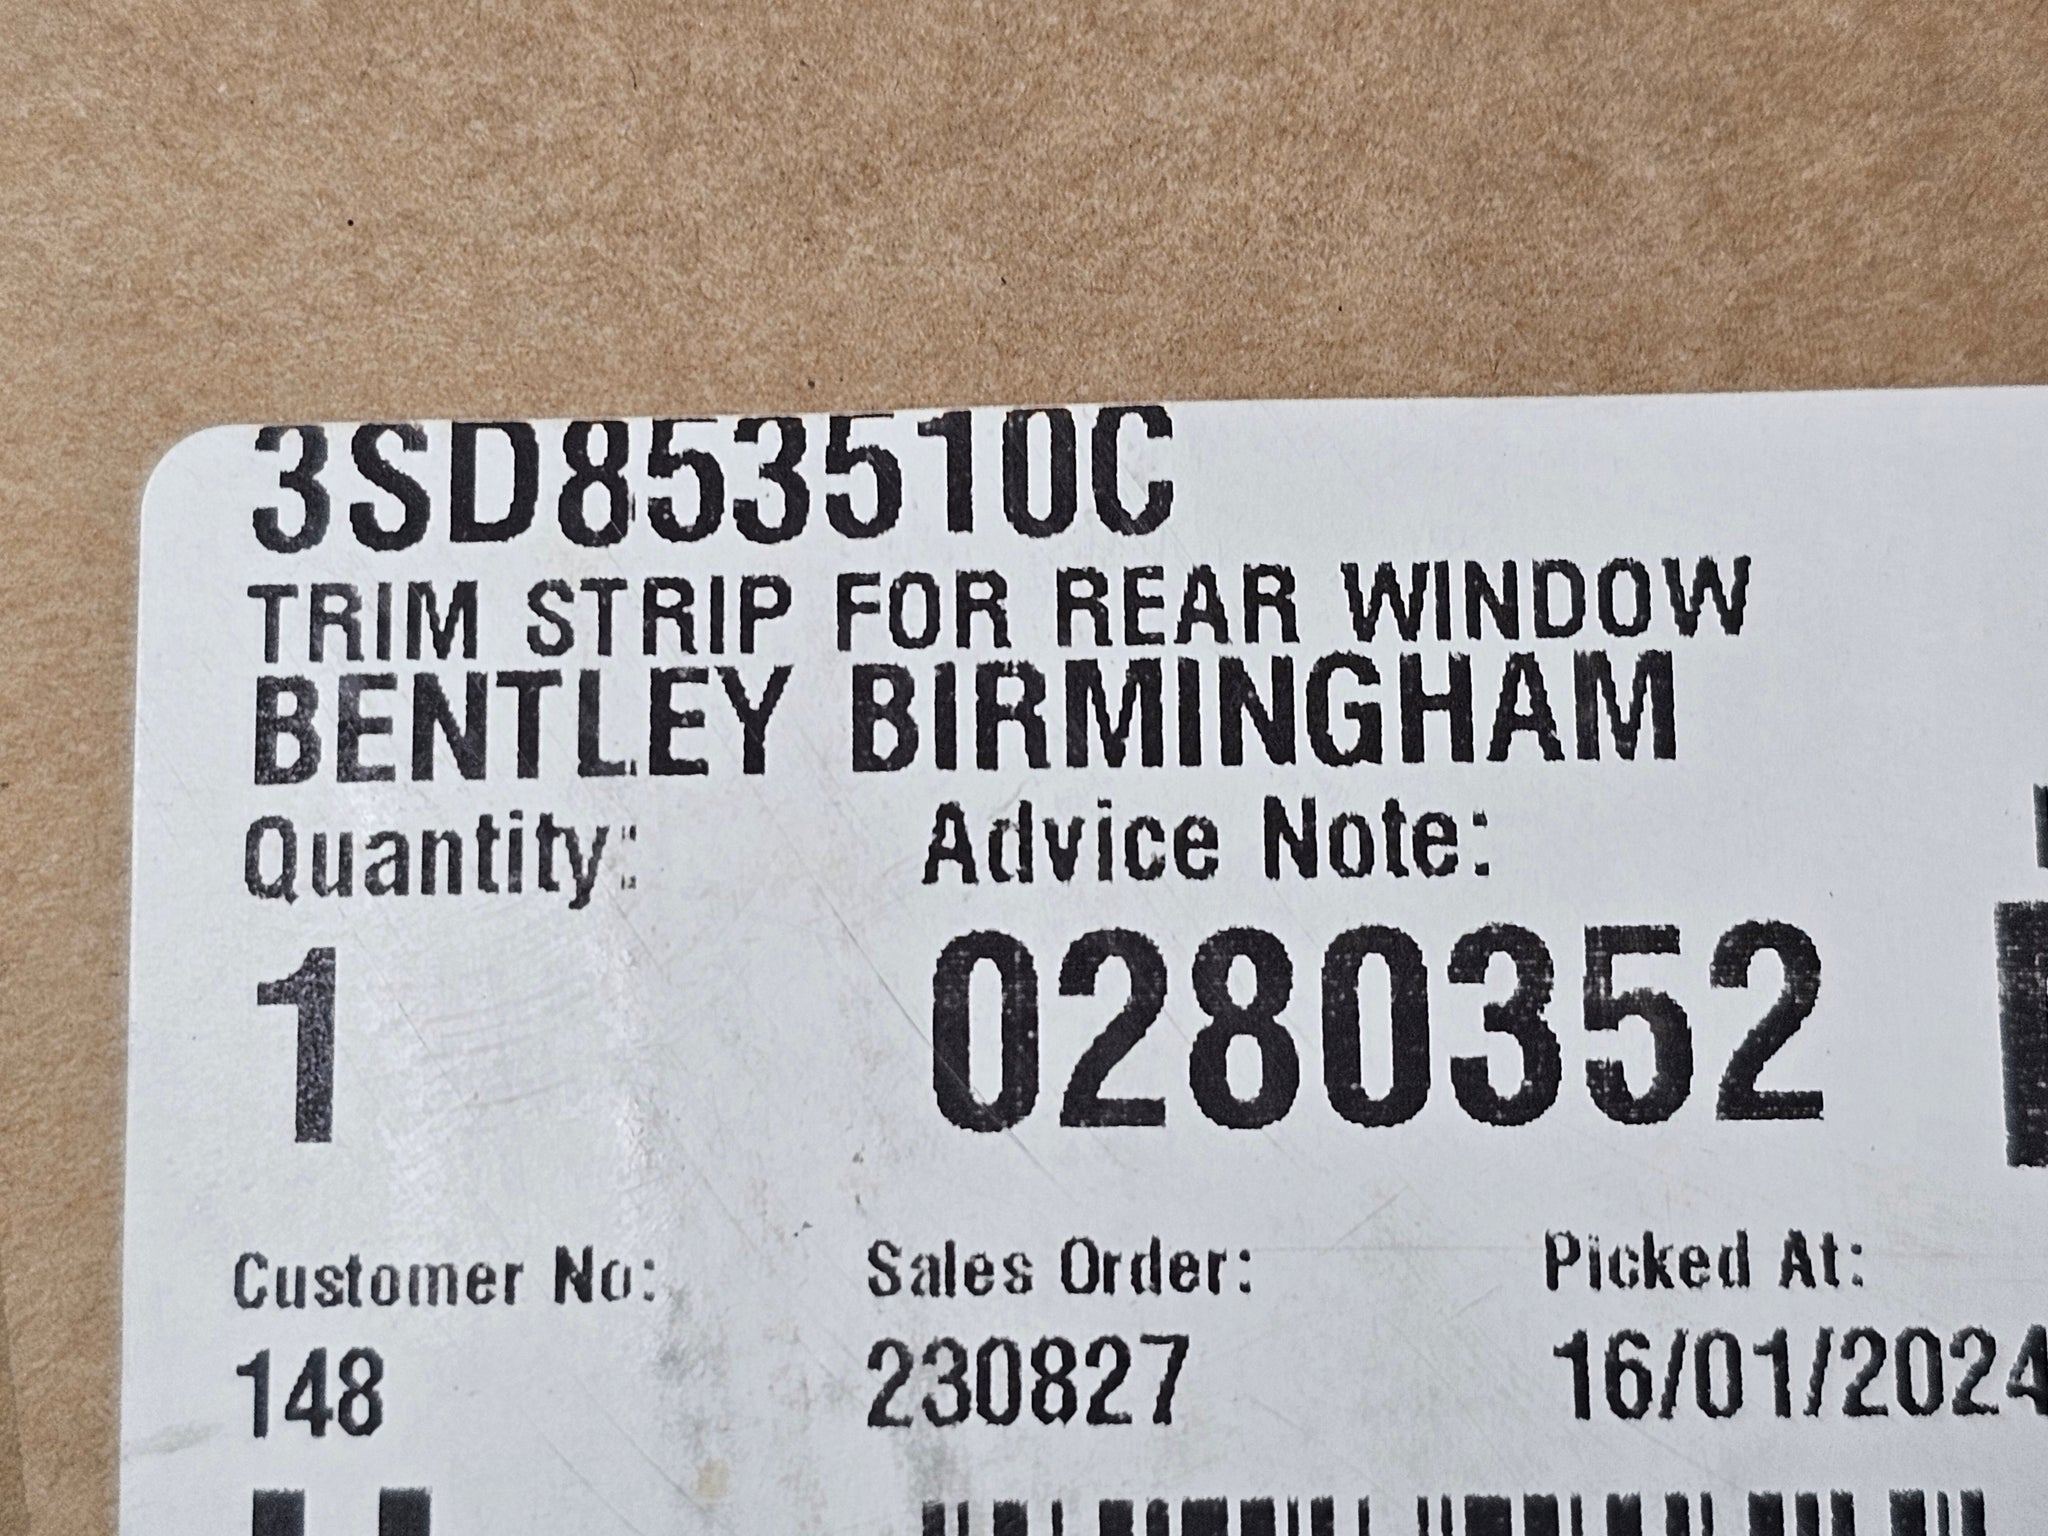 3SD853510C
TRIM STRIP FOR REAR WINDOW
BENTLEY BIRMINGHAM
Quantity: Advice Note:
1 0280352
Customer No: Sales Order: Picked At:
148 230827 16/01/2024